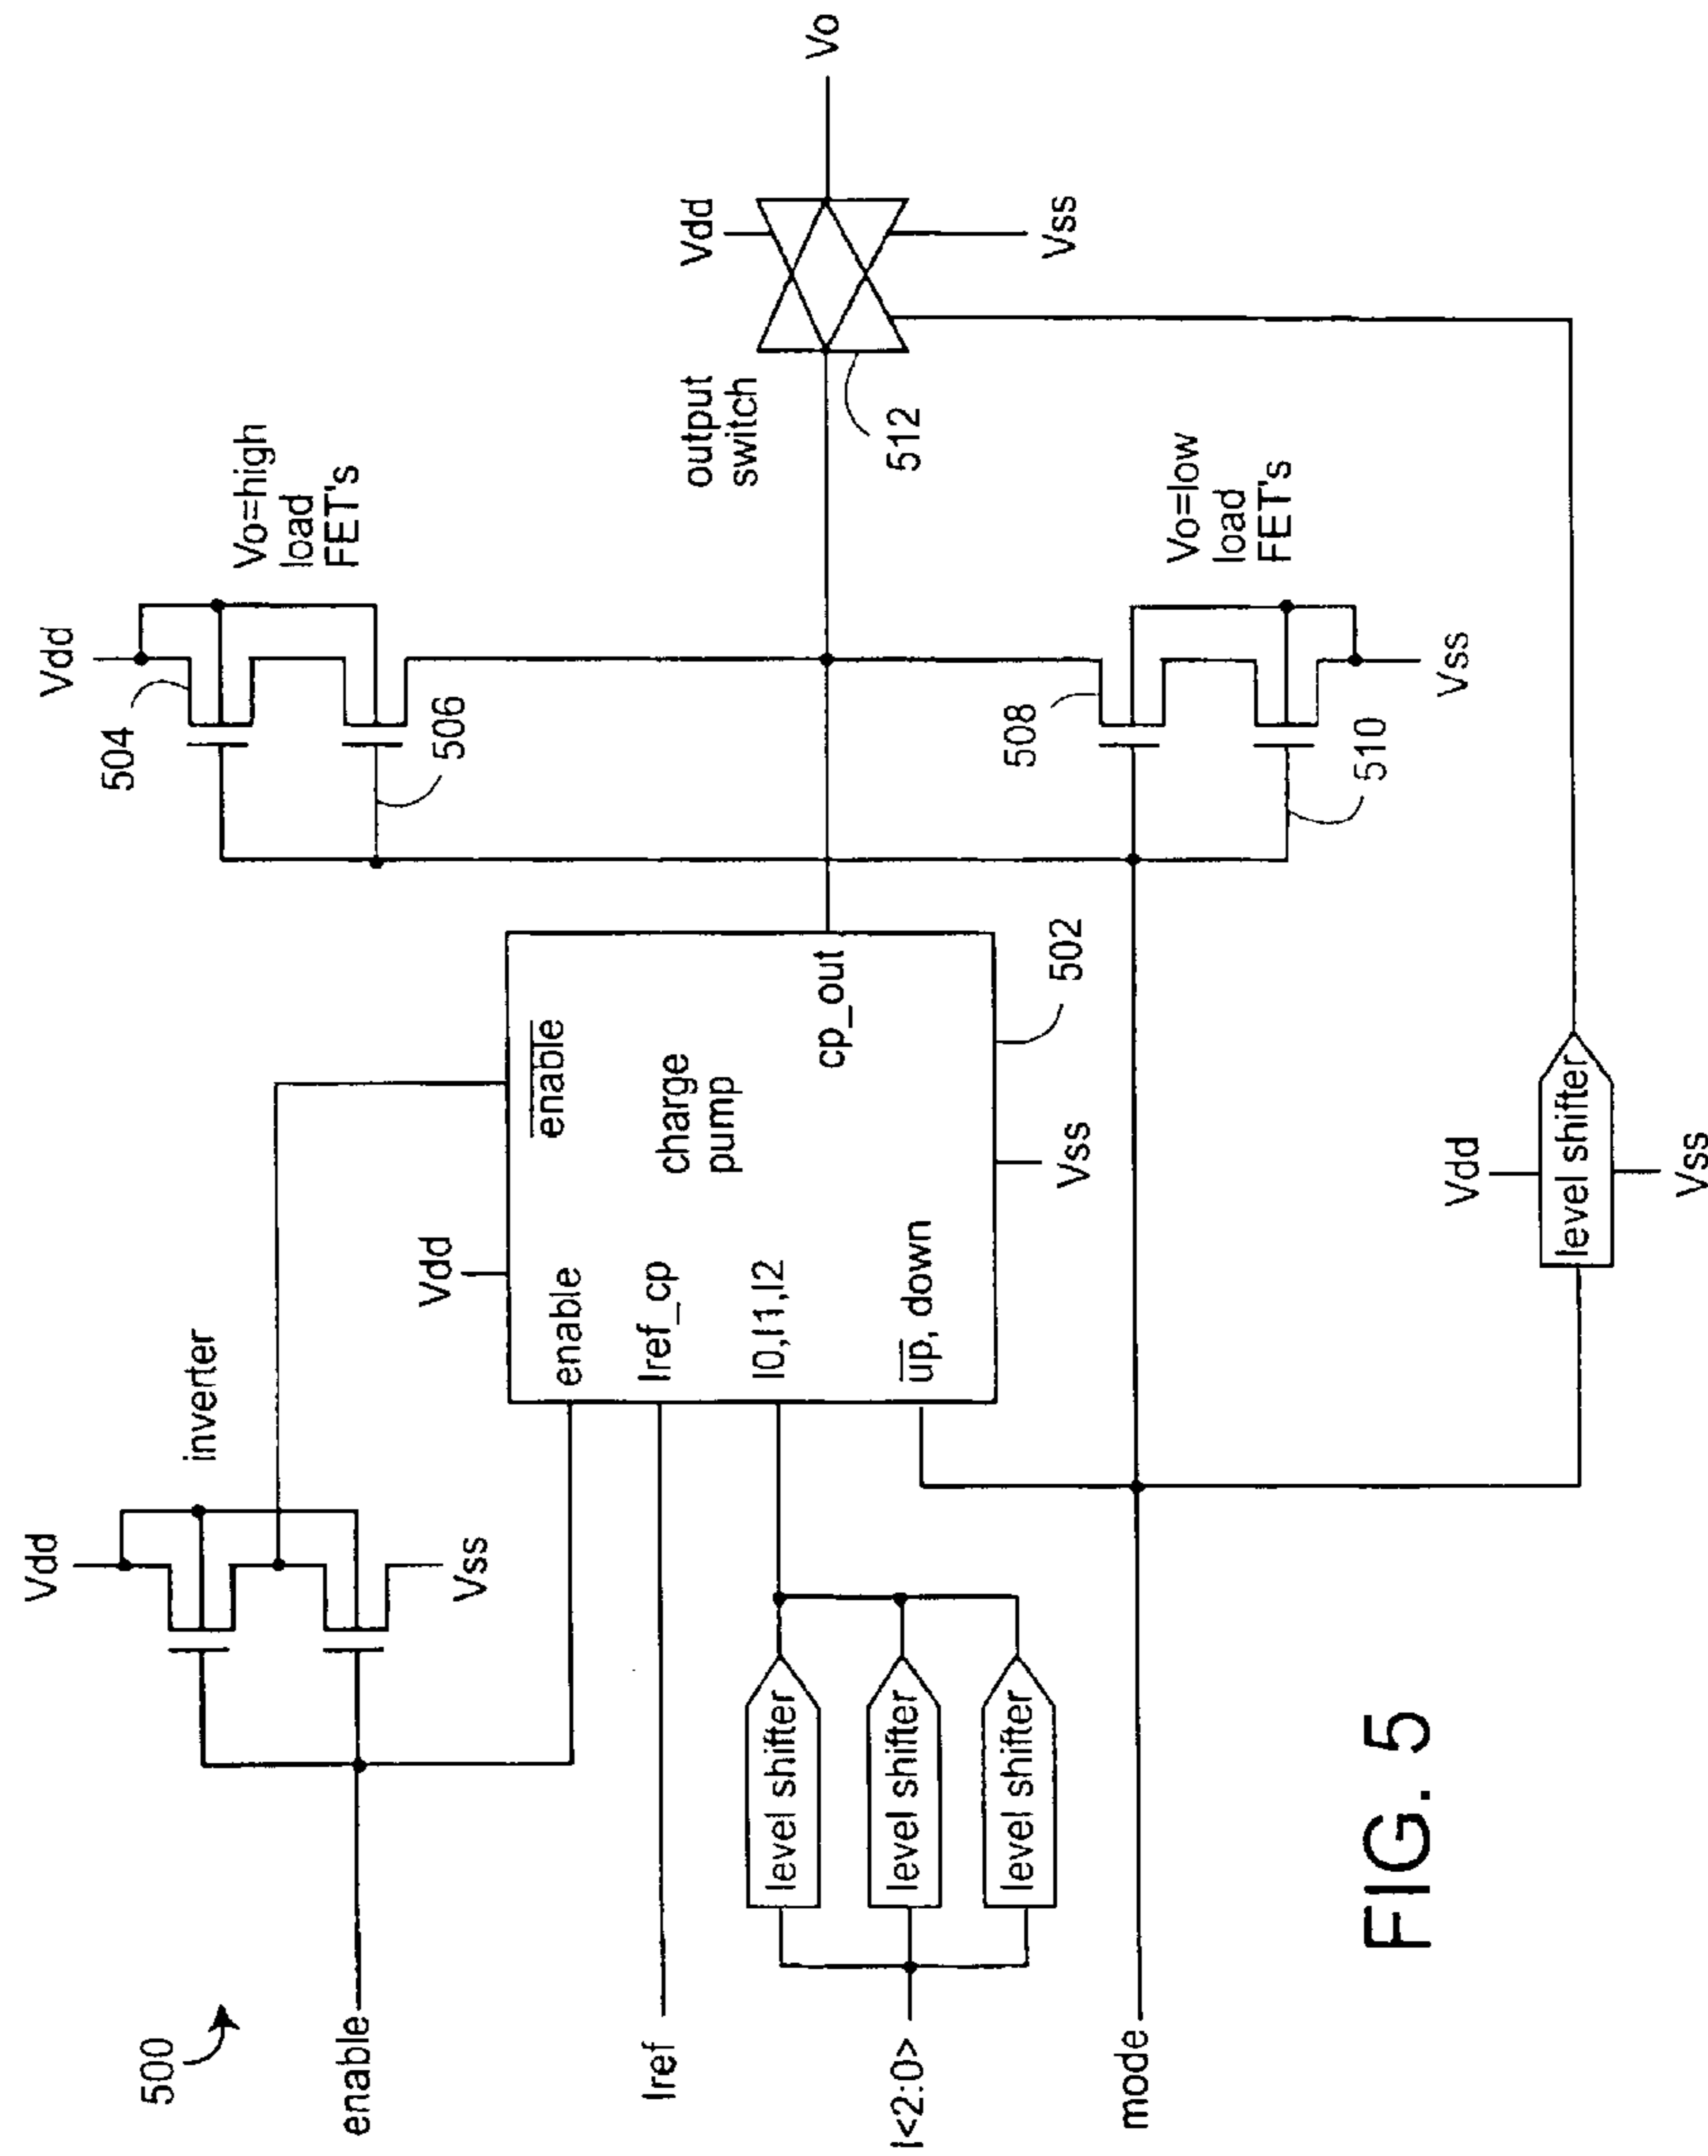 500
enable
Iref
I<2:0>
mode
Vdd
inverter
Vss
level shifter
level shifter
level shifter
Vdd
enable
enable
Iref_cp
charge
pump
I0,I1,I2
cp_out
up, down
502
Vss
Vdd
504
506
Vo=high
load
FET's
508
510
Vo=low
load
FET's
Vss
output
switch
512
Vdd
Vss
Vo
Vdd
level shifter
Vss
FIG. 5